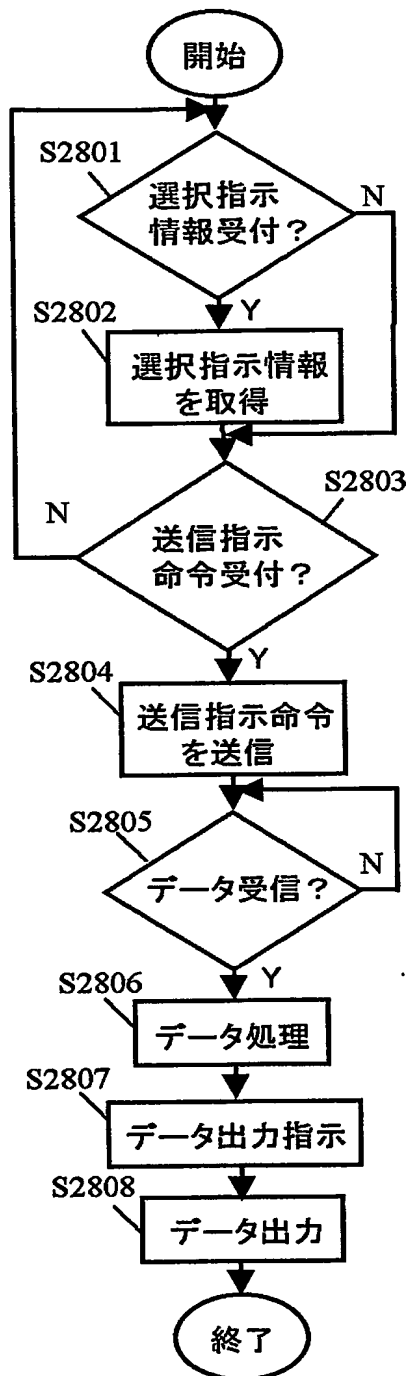 開始
S2801
選択指示
情報受付？
N
Y
S2802
選択指示情報
を取得
S2803
N
送信指示
命令受付？
Y
S2804
送信指示命令
を送信
S2805
データ受信？
N
Y
S2806
データ処理
S2807
データ出力指示
S2808
データ出力
終了